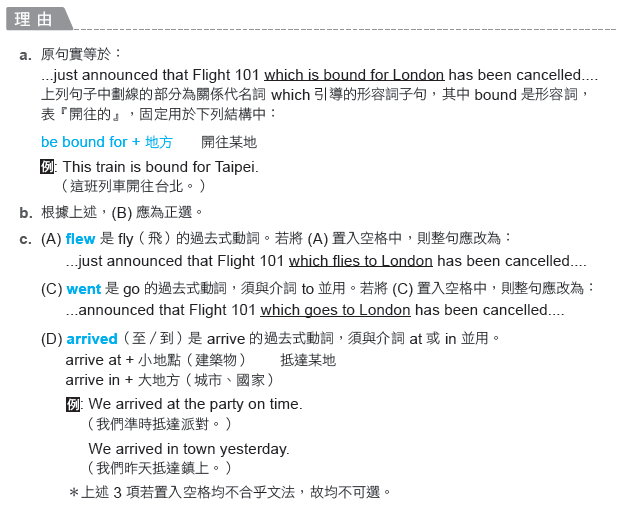 理由
a. 原句實等於：
...just announced that Flight 101 which is bound for London has been cancelled....
上列句子中劃線的部分為關係代名詞 which 引導的形容詞子句，其中 bound 是形容詞，
表『開往的』，固定用於下列結構中：
be bound for + 地方 開往某地
例: This train is bound for Taipei.
（這班列車開往台北。）
b. 根據上述，(B) 應為正選。
c. (A) flew 是 fly（飛）的過去式動詞。若將 (A) 置入空格中，則整句應改為：
...just announced that Flight 101 which flies to London has been cancelled....
(C) went 是 go 的過去式動詞，須與介詞 to 並用。若將 (C) 置入空格中，則整句應改為：
...announced that Flight 101 which goes to London has been cancelled....
(D) arrived（至／到）是 arrive 的過去式動詞，須與介詞 at 或 in 並用。
arrive at + 小地點（建築物） 抵達某地
arrive in + 大地方（城市、國家）
例: We arrived at the party on time.
（我們準時抵達派對。）
We arrived in town yesterday.
（我們昨天抵達鎮上。）
＊上述 3 項若置入空格均不合乎文法，故均不可選。